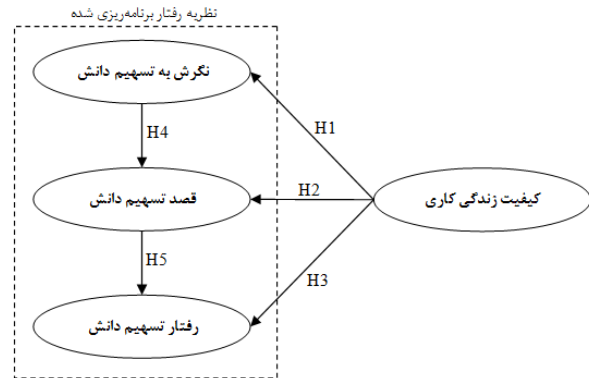 نظریه رفتار برنامه‌ریزی شده
نگرش به تسهیم دانش
H1
H4
قصد تسهیم دانش
H2
کیفیت زندگی کاری
H5
H3
رفتار تسهیم دانش